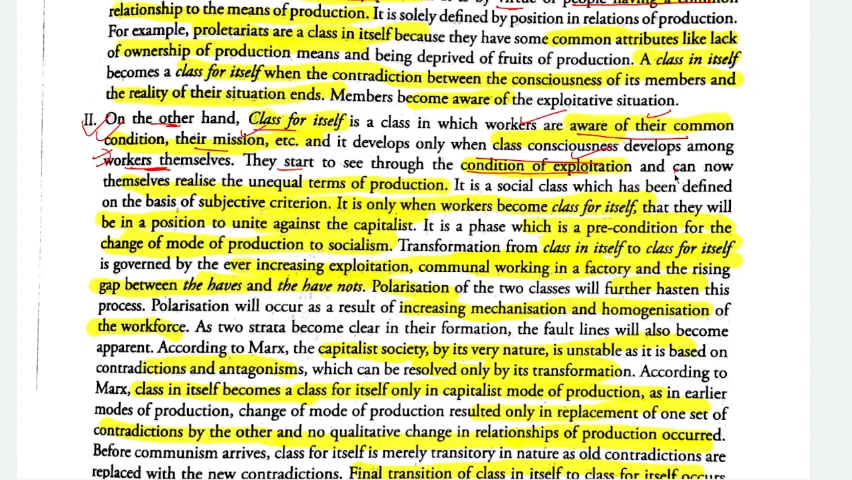 relationship to the means of production. It is solely defined by position in relations of production.
For example, proletariats are a class in itself because they have some common attributes like lack
of ownership of production means and being deprived of fruits of production. A class in itself
becomes a class for itself when the contradiction between the consciousness of its members and
the reality of their situation ends. Members become aware of the exploitative situation.
II. On the other hand, Class for itself is a class in which workers are aware of their common
condition, their mission, etc. and it develops only when class consciousness develops among
workers themselves. They start to see through the condition of exploitation and can now
themselves realise the unequal terms of production. It is a social class which has been defined
on the basis of subjective criterion. It is only when workers become class for itself, that they will
be in a position to unite against the capitalist. It is a phase which is a pre-condition for the
change of mode of production to socialism. Transformation from class in itself to class for itself
is governed by the ever increasing exploitation, communal working in a factory and the rising
gap between the haves and the have nots. Polarisation of the two classes will further hasten this
process. Polarisation will occur as a result of increasing mechanisation and homogenisation of
the workforce. As two strata become clear in their formation, the fault lines will also become
apparent. According to Marx, the capitalist society, by its very nature, is unstable as it is based on
contradictions and antagonisms, which can be resolved only by its transformation. According to
Marx, class in itself becomes a class for itself only in capitalist mode of production, as in earlier
modes of production, change of mode of production resulted only in replacement of one set of
contradictions by the other and no qualitative change in relationships of production occurred.
Before communism arrives, class for itself is merely transitory in nature as old contradictions are
replaced with the new contradictions. Final transition of class in itself to class for itself occurs